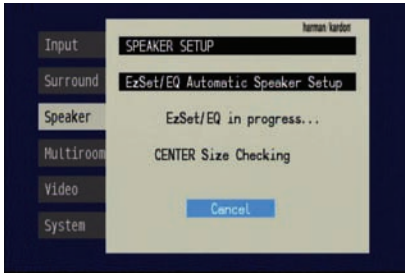 harman/kardon
Input
SPEAKER SETUP
Surround
EzSet/EQ Automatic Speaker Setup
Speaker
EzSet/EQ in progress...
Multiroom
CENTER Size Checking
Video
Cancel
System